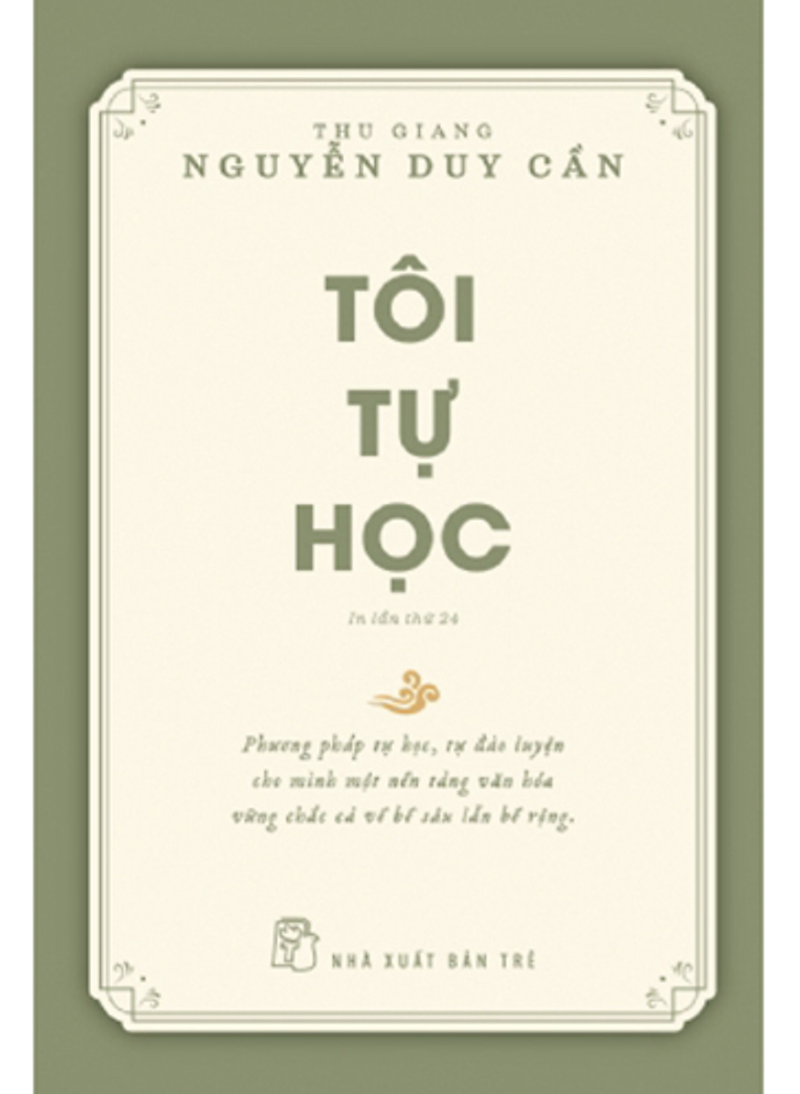 THU GIANG
NGUYỄN DUY CẦN
TÔI
TỰ
HỌC
In lần thứ 24
Phương pháp tự học, tự đào luyện
cho mình một nền tảng văn hóa
vững chắc cả về bề sâu lẫn bề rộng.
NHÀ XUẤT BẢN TRẺ